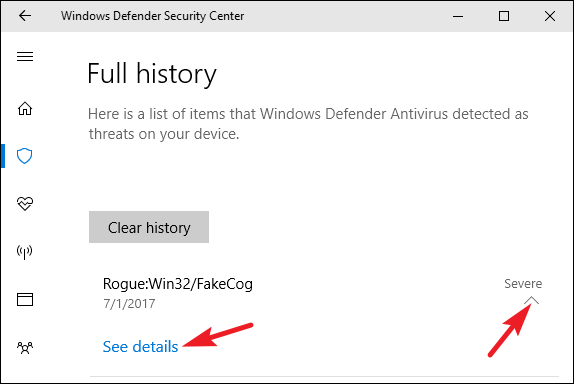 Windows Defender Security Center
Full history
Here is a list of items that Windows Defender Antivirus detected as
threats on your device.
Clear history
Rogue:Win32/FakeCog
Severe
7/1/2017
See details